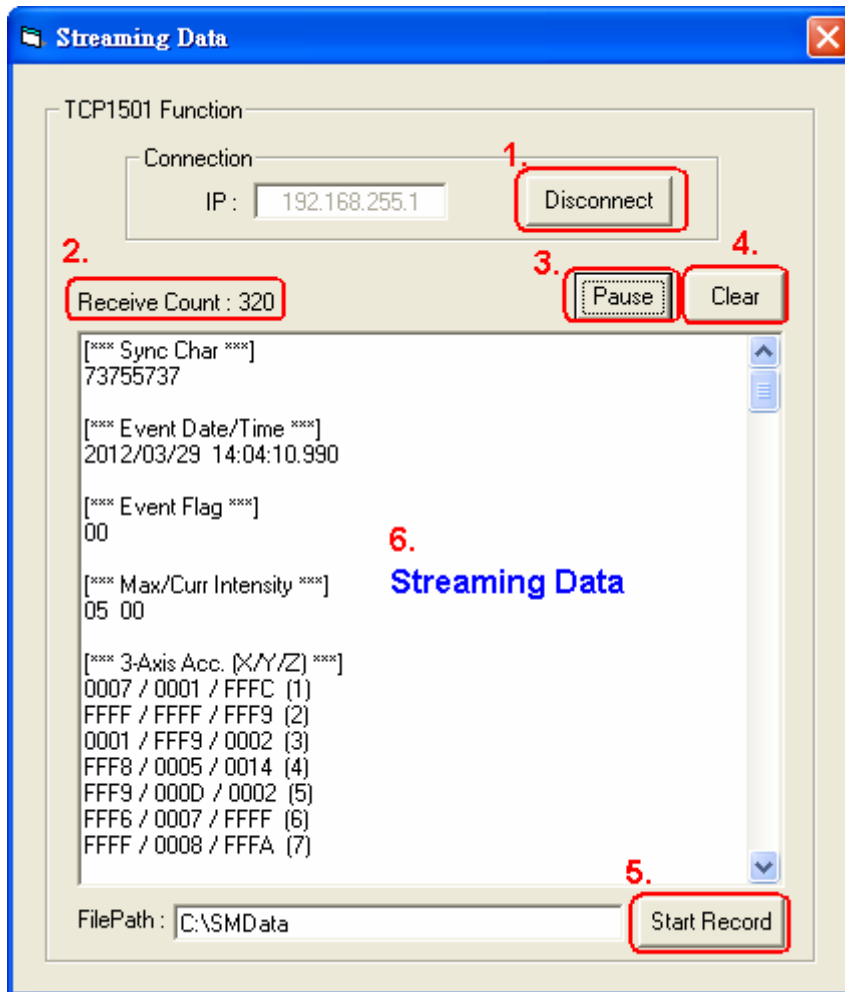 Streaming Data
TCP1501 Function
Connection
1.
IP : 192.168.255.1 Disconnect
2.
3.
4.
Receive Count : 320 Pause Clear
[*** Sync Char ***]
73755737
[*** Event Date/Time ***]
2012/03/29 14:04:10.990
[*** Event Flag ***]
00
6.
[*** Max/Curr Intensity ***] Streaming Data
05 00
[*** 3-Axis Acc. (X/Y/Z) ***]
0007 / 0001 / FFFC (1)
FFFF / FFFF / FFF9 (2)
0001 / FFF9 / 0002 (3)
FFF8 / 0005 / 0014 (4)
FFF9 / 000D / 0002 (5)
FFF6 / 0007 / FFFF (6)
FFFF / 0008 / FFFA (7)
5.
FilePath : C:\SMData Start Record